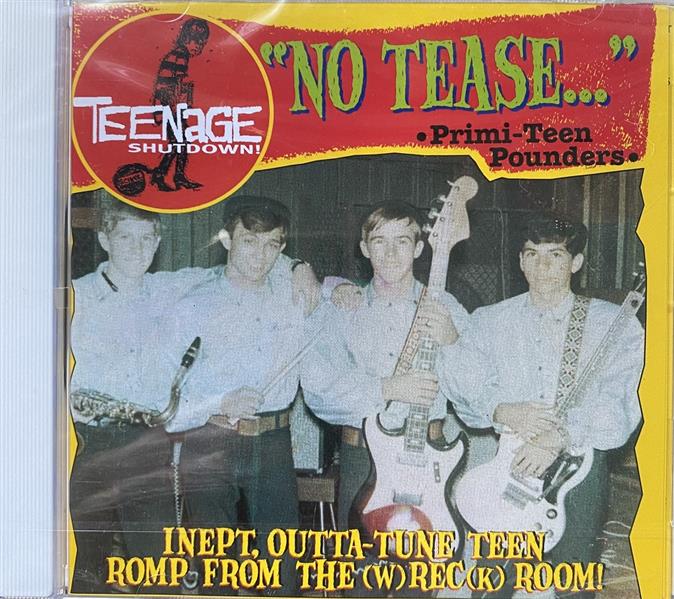 "NO TEASE..."
TEENAGE
SHUTDOWN!
•Primi-Teen
Pounders•
INEPT, OUTTA-TUNE TEEN
ROMP FROM THE (W)REC(K) ROOM!